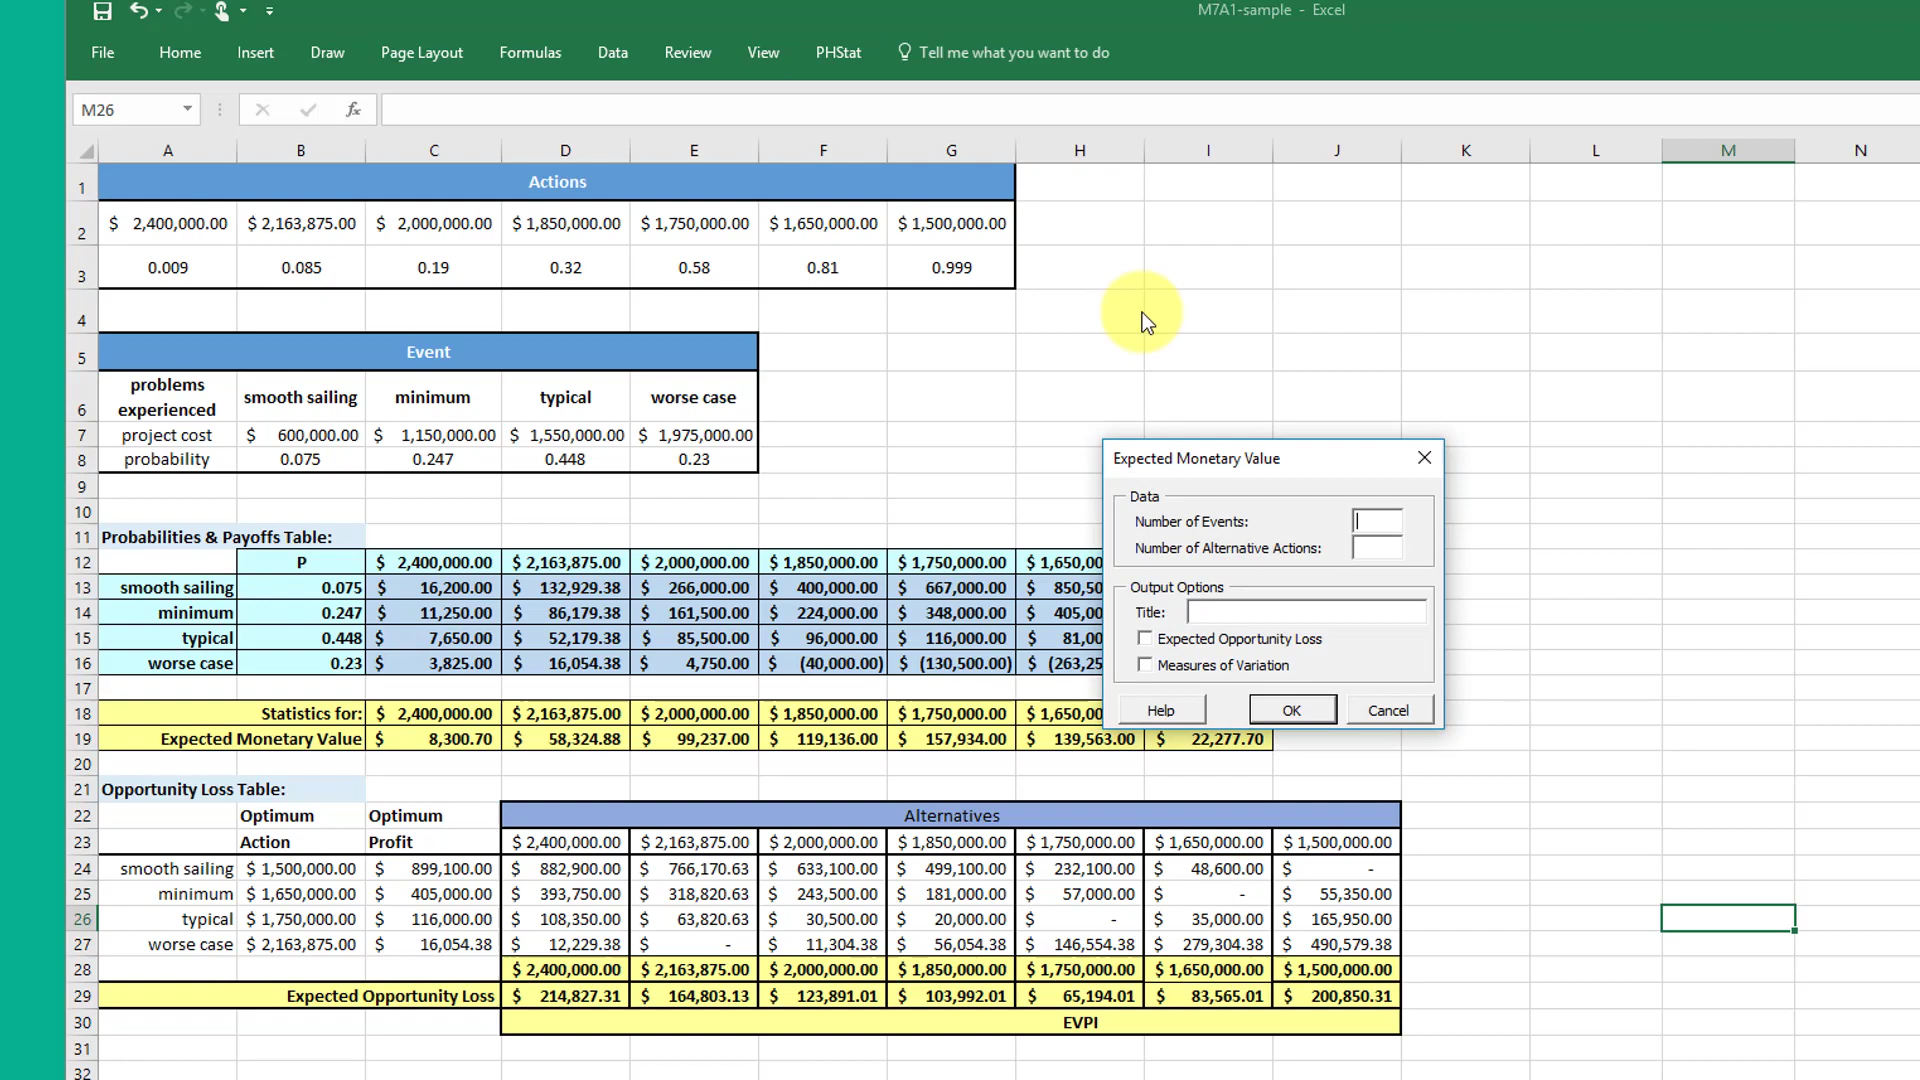 M7A1-sample - Excel
File Home Insert Draw Page Layout Formulas Data Review View PHStat Tell me what you want to do
M26 fx
A B C D E F G H I J K L M N
1 Actions
2 $ 2,400,000.00 $ 2,163,875.00 $ 2,000,000.00 $ 1,850,000.00 $ 1,750,000.00 $ 1,650,000.00 $ 1,500,000.00
3 0.009 0.085 0.19 0.32 0.58 0.81 0.999
4
5 Event
problems
6 experienced smooth sailing minimum typical worse case
7 project cost $ 600,000.00 $ 1,150,000.00 $ 1,550,000.00 $ 1,975,000.00
8 probability 0.075 0.247 0.448 0.23
9
10
11 Probabilities & Payoffs Table:
12 P $ 2,400,000.00 $ 2,163,875.00 $ 2,000,000.00 $ 1,850,000.00 $ 1,750,000.00 $ 1,650,00
13 smooth sailing 0.075 $ 16,200.00 $ 132,929.38 $ 266,000.00 $ 400,000.00 $ 667,000.00 $ 850,50
14 minimum 0.247 $ 11,250.00 $ 86,179.38 $ 161,500.00 $ 224,000.00 $ 348,000.00 $ 405,00
15 typical 0.448 $ 7,650.00 $ 52,179.38 $ 85,500.00 $ 96,000.00 $ 116,000.00 $ 81,00
16 worse case 0.23 $ 3,825.00 $ 16,054.38 $ 4,750.00 $ (40,000.00) $ (130,500.00) $ (263,25
17
18 Statistics for: $ 2,400,000.00 $ 2,163,875.00 $ 2,000,000.00 $ 1,850,000.00 $ 1,750,000.00 $ 1,650,00
19 Expected Monetary Value $ 8,300.70 $ 58,324.88 $ 99,237.00 $ 119,136.00 $ 157,934.00 $ 139,563.00 $ 22,277.70
20
21 Opportunity Loss Table:
22 Optimum Optimum Alternatives
23 Action Profit $ 2,400,000.00 $ 2,163,875.00 $ 2,000,000.00 $ 1,850,000.00 $ 1,750,000.00 $ 1,650,000.00 $ 1,500,000.00
24 smooth sailing $ 1,500,000.00 $ 899,100.00 $ 882,900.00 $ 766,170.63 $ 633,100.00 $ 499,100.00 $ 232,100.00 $ 48,600.00 $ -
25 minimum $ 1,650,000.00 $ 405,000.00 $ 393,750.00 $ 318,820.63 $ 243,500.00 $ 181,000.00 $ 57,000.00 $ - $ 55,350.00
26 typical $ 1,750,000.00 $ 116,000.00 $ 108,350.00 $ 63,820.63 $ 30,500.00 $ 20,000.00 $ - $ 35,000.00 $ 165,950.00
27 worse case $ 2,163,875.00 $ 16,054.38 $ 12,229.38 $ - $ 11,304.38 $ 56,054.38 $ 146,554.38 $ 279,304.38 $ 490,579.38
28 $ 2,400,000.00 $ 2,163,875.00 $ 2,000,000.00 $ 1,850,000.00 $ 1,750,000.00 $ 1,650,000.00 $ 1,500,000.00
29 Expected Opportunity Loss $ 214,827.31 $ 164,803.13 $ 123,891.01 $ 103,992.01 $ 65,194.01 $ 83,565.01 $ 200,850.31
30 EVPI
31
32
Expected Monetary Value
Data
Number of Events:
Number of Alternative Actions:
Output Options
Title:
Expected Opportunity Loss
Measures of Variation
Help OK Cancel